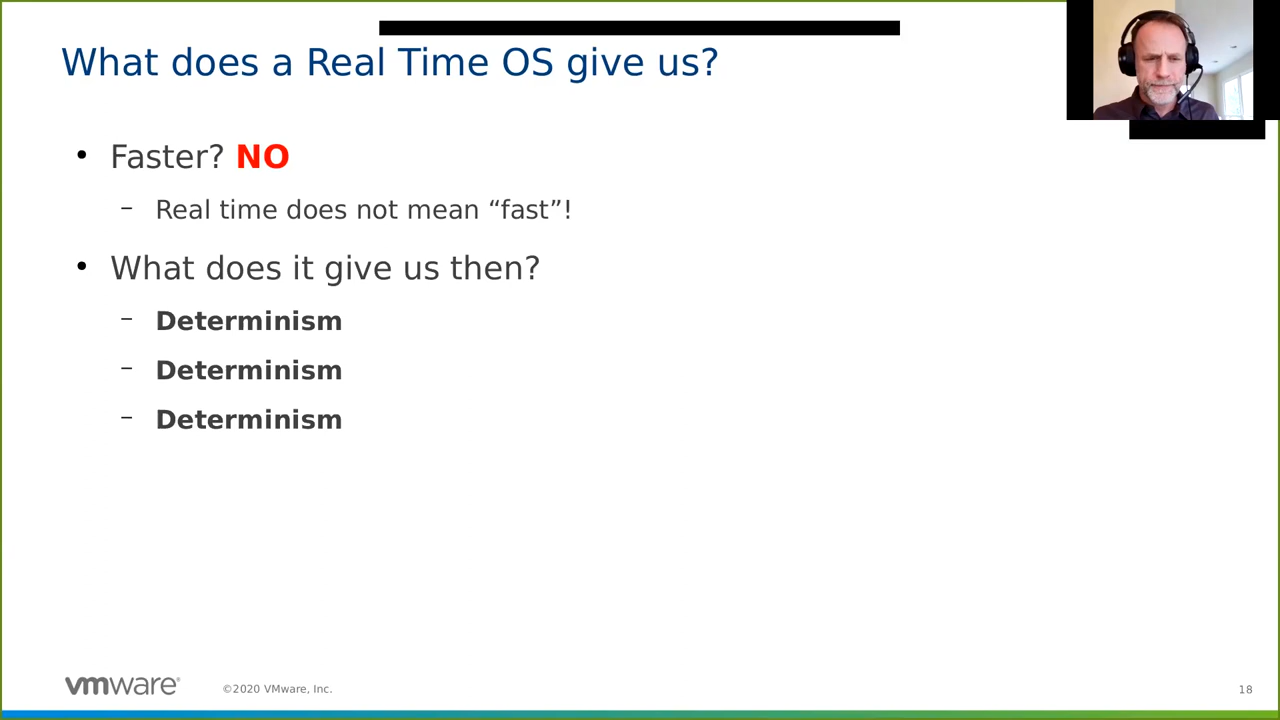 What does a Real Time OS give us?
• Faster? NO
– Real time does not mean “fast”!
• What does it give us then?
– Determinism
– Determinism
– Determinism
vmware®
©2020 VMware, Inc.
18